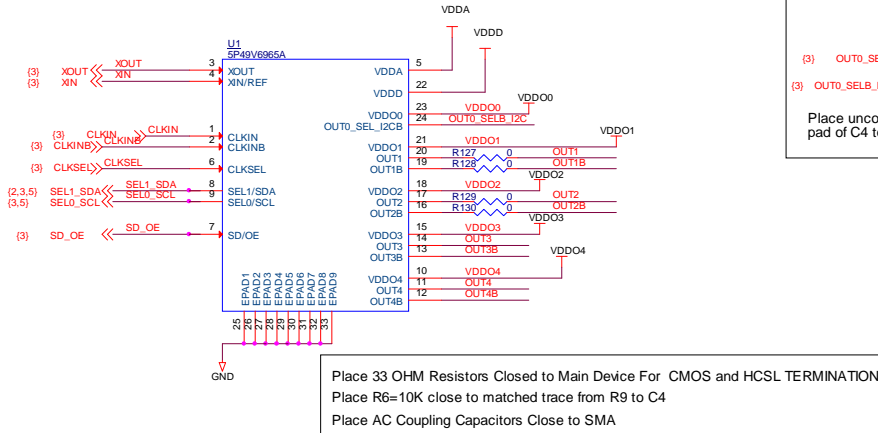 VDDA
VDDD
U1
5P49V6965A
{3} XOUT XOUT 3 XOUT
{3} XIN XIN 4 XIN/REF
{3} CLKIN CLKIN 1 CLKIN
{3} CLKINB CLKINB 2 CLKINB
{3} CLKSEL CLKSEL 6 CLKSEL
{2,3,5} SEL1_SDA SEL1_SDA 8 SEL1/SDA
{3,5} SEL0_SCL SEL0_SCL 9 SEL0/SCL
{3} SD_OE SD_OE 7 SD/OE
VDDA 5
VDDD 22
VDDO0 23 VDDO0 VDDO0
OUT0_SEL_I2CB 24 OUT0_SELB_I2C
VDDO1 21 VDDO1 VDDO1
OUT1 20 R127 0 OUT1
OUT1B 19 R128 0 OUT1B
VDDO2 18 VDDO2 VDDO2
OUT2 17 R129 0 OUT2
OUT2B 16 R130 0 OUT2B
VDDO3 15 VDDO3 VDDO3
OUT3 14 OUT3
OUT3B 13 OUT3B
VDDO4 10 VDDO4 VDDO4
OUT4 11 OUT4
OUT4B 12 OUT4B
EPAD1 EPAD2 EPAD3 EPAD4 EPAD5 EPAD6 EPAD7 EPAD8 EPAD9
25 26 27 28 29 30 31 32 33
GND
{3}
{3}
Place
pad of C4
Place 33 OHM Resistors Closed to Main Device For CMOS and HCSL TERMINATION
Place R6=10K close to matched trace from R9 to C4
Place AC Coupling Capacitors Close to SMA